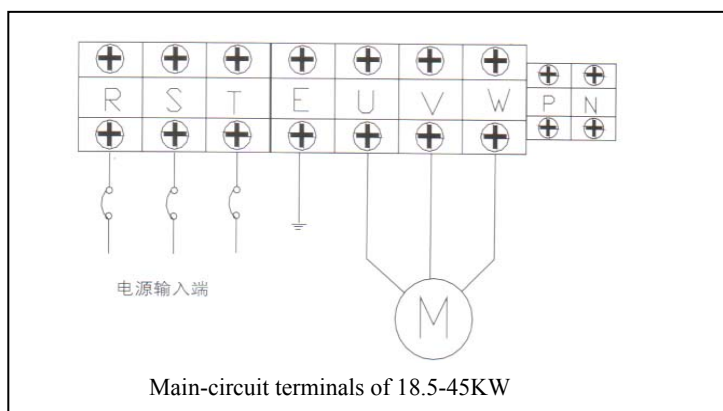 R S T E U V W P N
电源输入端
M
Main-circuit terminals of 18.5-45KW